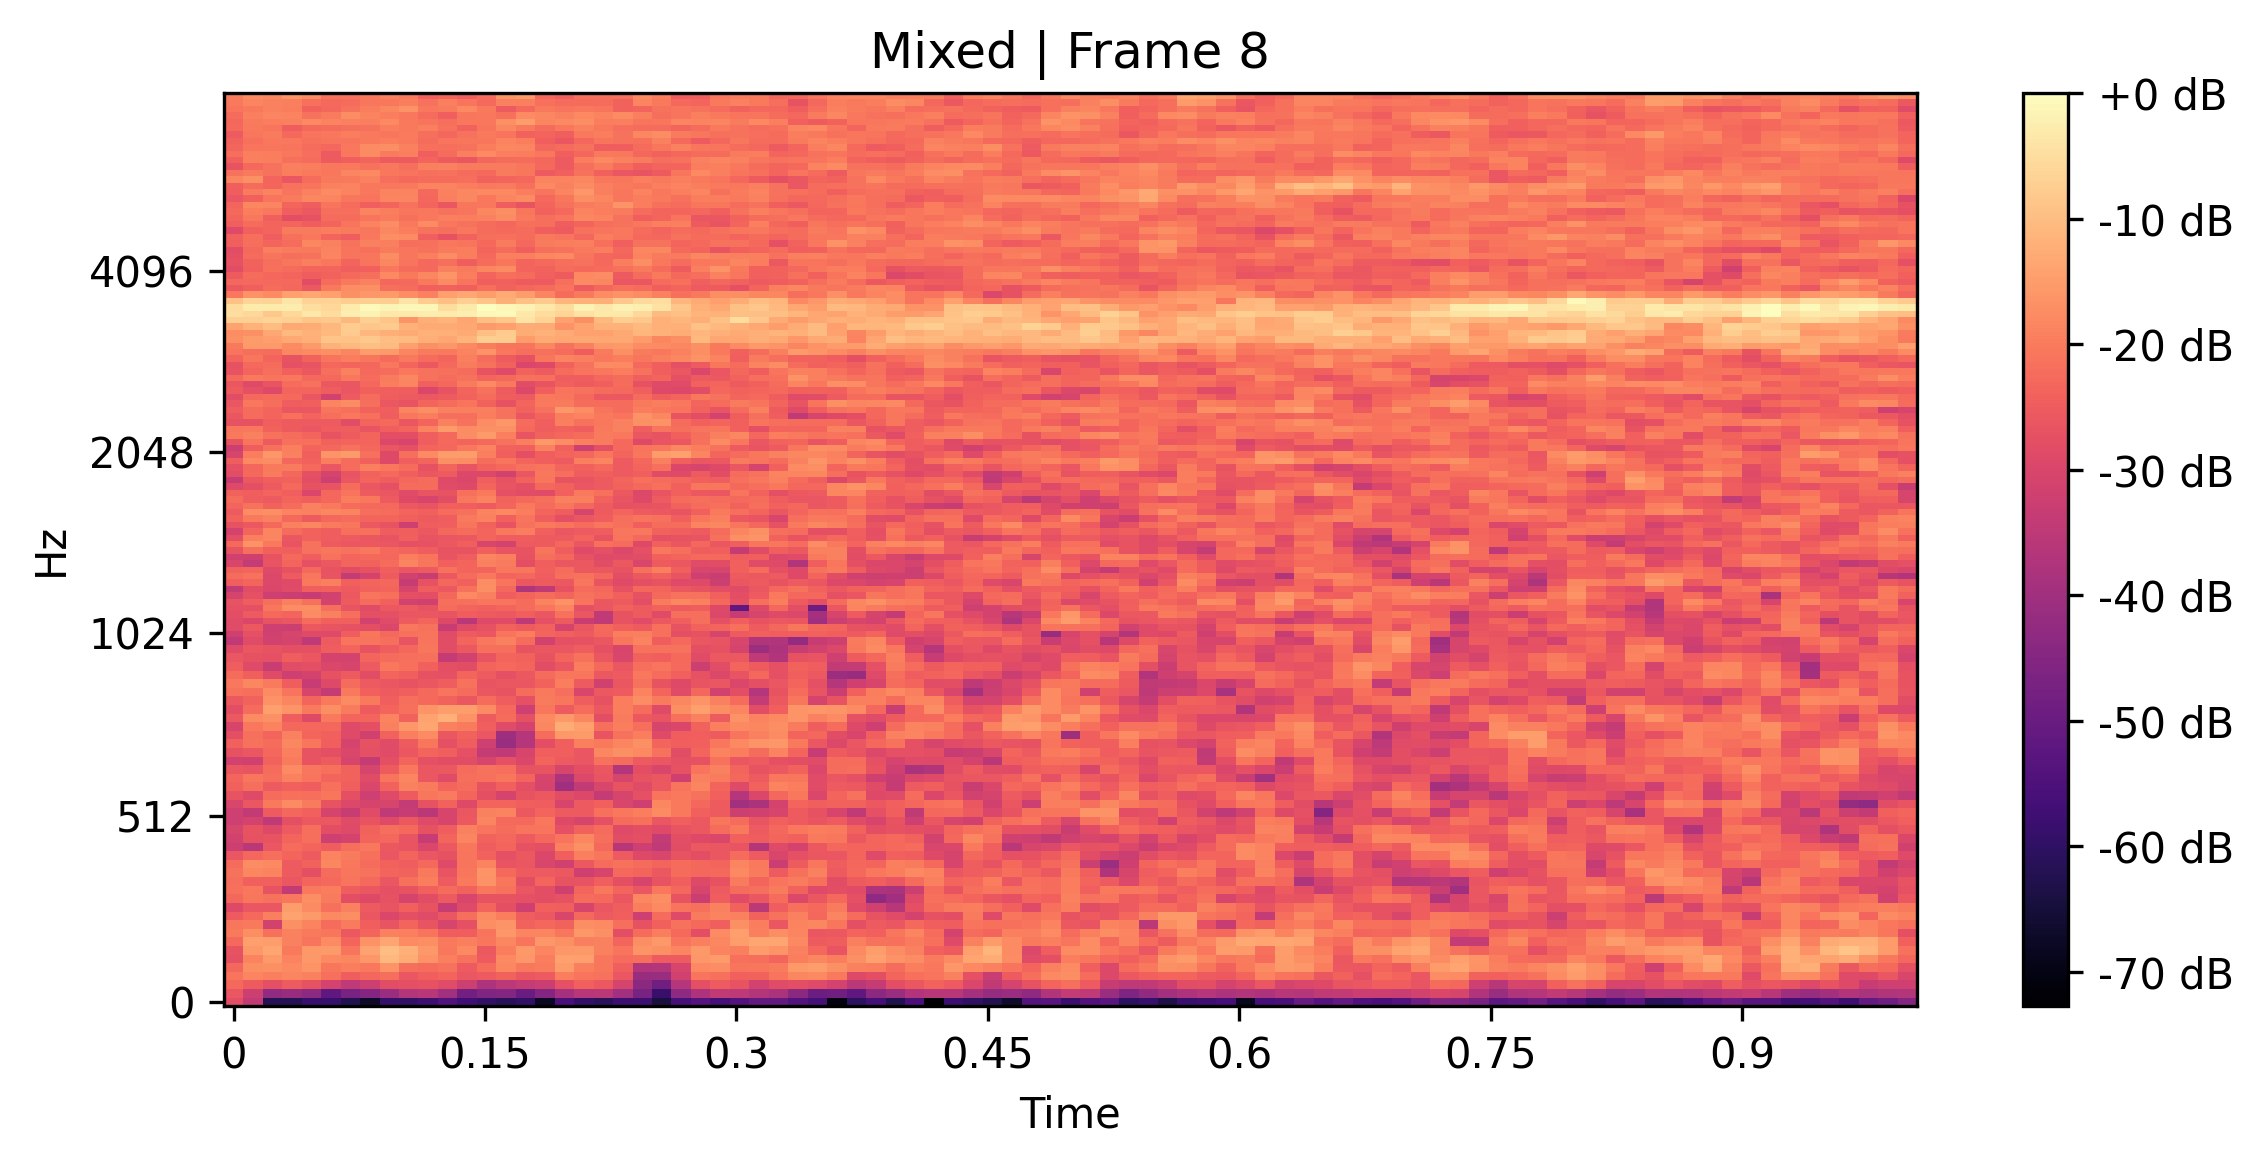 Mixed | Frame 8
Hz
4096
2048
1024
512
0
0 0.15 0.3 0.45 0.6 0.75 0.9
Time
+0 dB
-10 dB
-20 dB
-30 dB
-40 dB
-50 dB
-60 dB
-70 dB